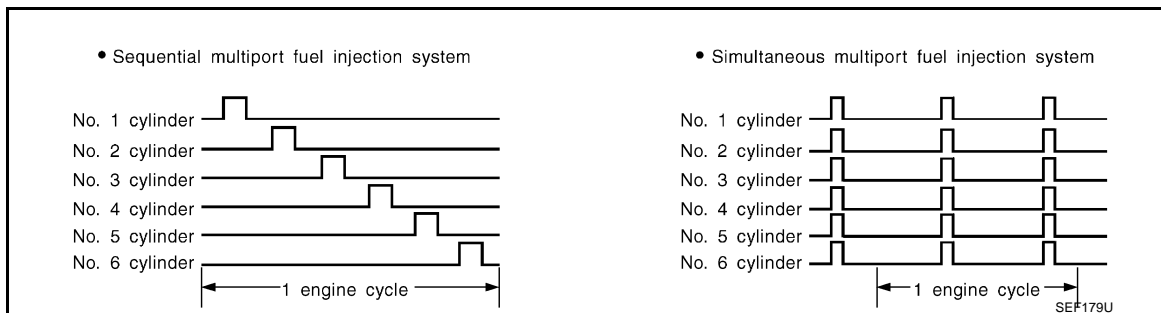 • Sequential multiport fuel injection system
No. 1 cylinder
No. 2 cylinder
No. 3 cylinder
No. 4 cylinder
No. 5 cylinder
No. 6 cylinder
1 engine cycle
• Simultaneous multiport fuel injection system
No. 1 cylinder
No. 2 cylinder
No. 3 cylinder
No. 4 cylinder
No. 5 cylinder
No. 6 cylinder
1 engine cycle
SEF179U